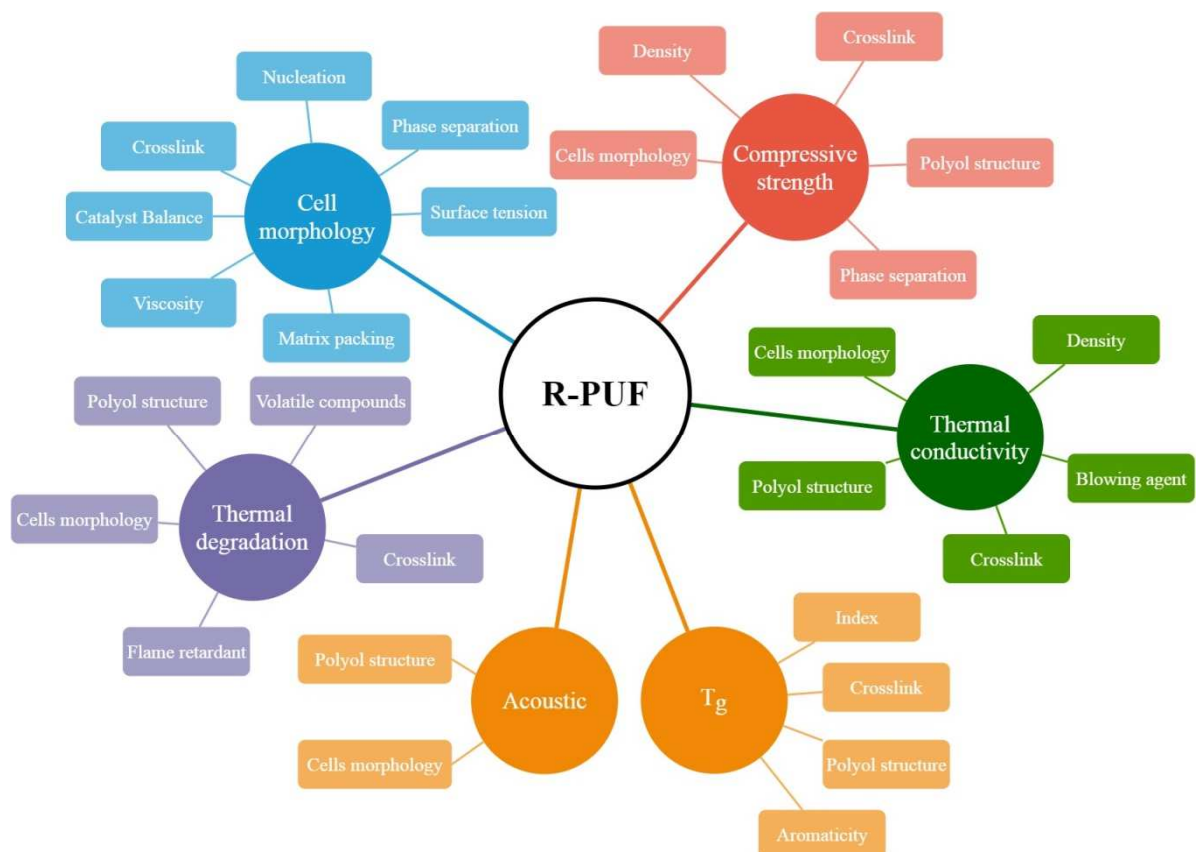 Nucleation
Phase separation
Crosslink
Catalyst Balance
Surface tension
Viscosity
Matrix packing
Cell
morphology
Density
Crosslink
Cells morphology
Polyol structure
Phase separation
Compressive
strength
R-PUF
Cells morphology
Density
Polyol structure
Blowing agent
Crosslink
Thermal
conductivity
Polyol structure
Volatile compounds
Cells morphology
Crosslink
Flame retardant
Thermal
degradation
Polyol structure
Cells morphology
Acoustic
Index
Crosslink
Polyol structure
Aromaticity
Tg